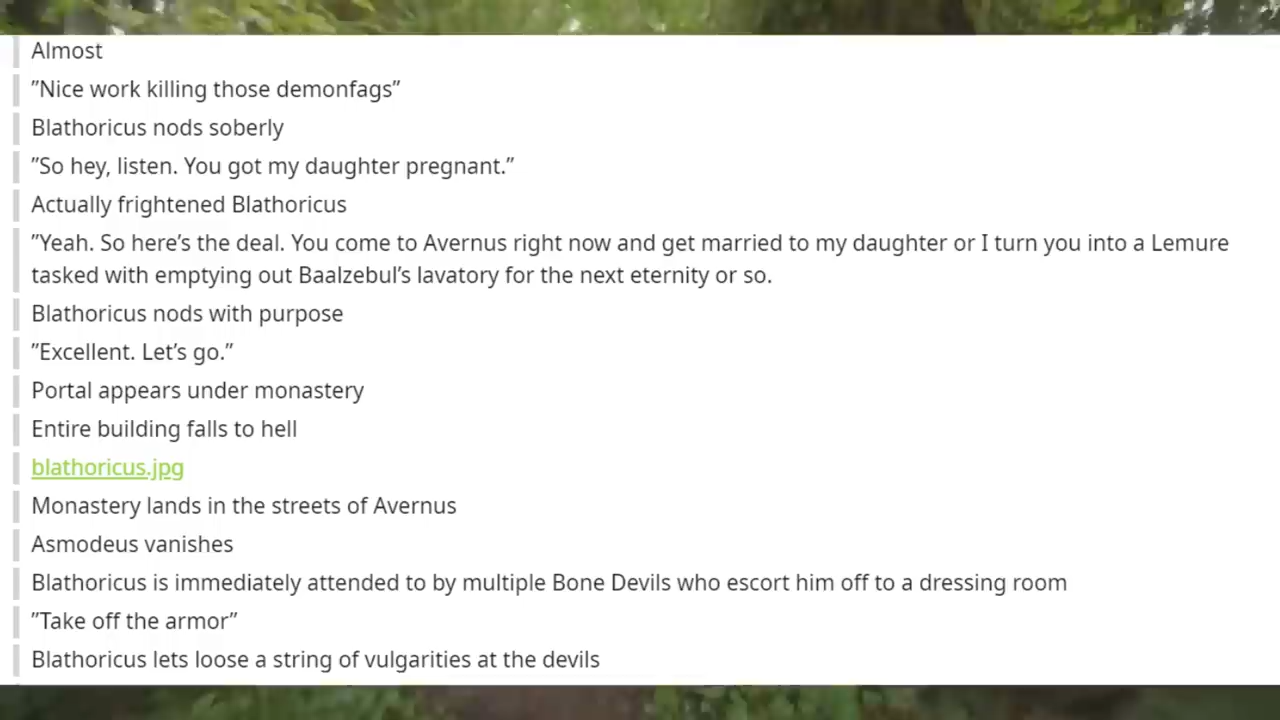 Almost
”Nice work killing those demonfags”
Blathoricus nods soberly
”So hey, listen. You got my daughter pregnant.”
Actually frightened Blathoricus
”Yeah. So here’s the deal. You come to Avernus right now and get married to my daughter or I turn you into a Lemure
tasked with emptying out Baalzebul’s lavatory for the next eternity or so.
Blathoricus nods with purpose
”Excellent. Let’s go.”
Portal appears under monastery
Entire building falls to hell
blathoricus.jpg
Monastery lands in the streets of Avernus
Asmodeus vanishes
Blathoricus is immediately attended to by multiple Bone Devils who escort him off to a dressing room
”Take off the armor”
Blathoricus lets loose a string of vulgarities at the devils